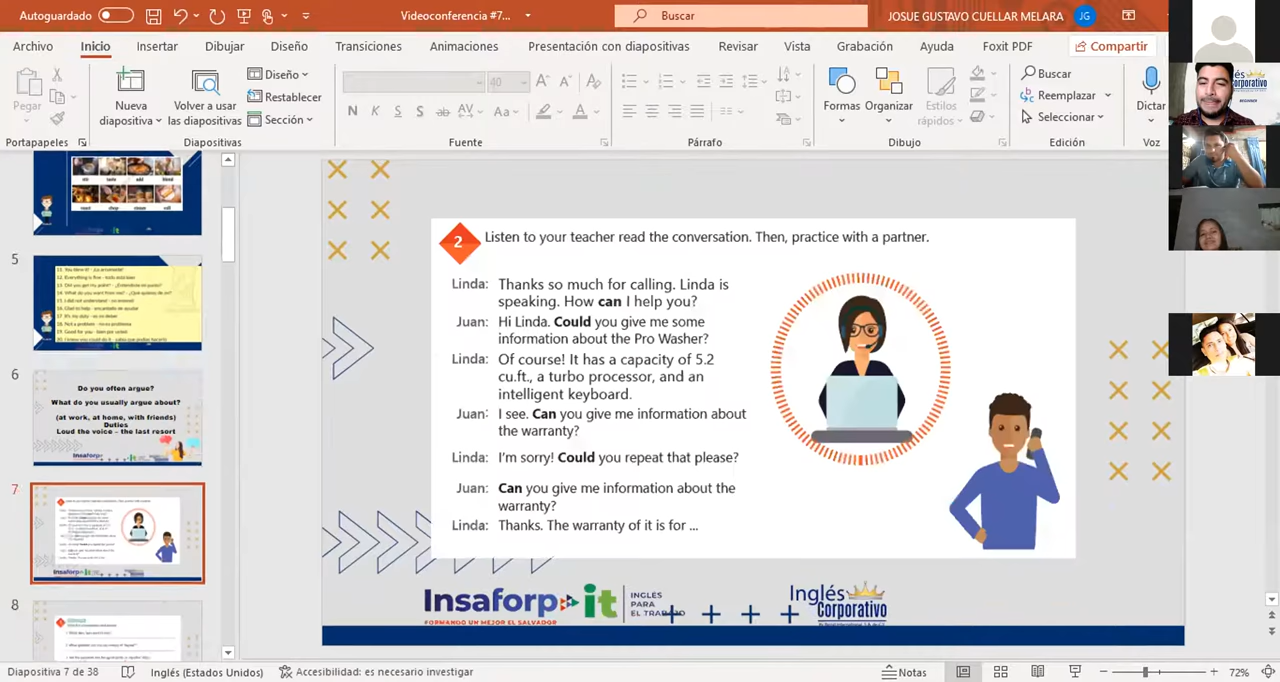 Autoguardado
Videoconferencia #7...
Buscar
JOSUE GUSTAVO CUELLAR MELARA
JG
Archivo
Inicio
Insertar
Dibujar
Diseño
Transiciones
Animaciones
Presentación con diapositivas
Revisar
Vista
Grabación
Ayuda
Foxit PDF
Compartir
Pegar
Nueva
diapositiva
Volver a usar
las diapositivas
Diseño
Restablecer
Sección
40
Formas
Organizar
Estilos
rápidos
Buscar
Reemplazar
Seleccionar
Dictar
Portapapeles
Diapositivas
Fuente
Párrafo
Dibujo
Edición
Voz
5
6
Do you often argue?
What do you usually argue about?
(at work, at home, with friends)
Duties
Loud the voice - the last resort
7
8
2
Listen to your teacher read the conversation. Then, practice with a partner.
Linda: Thanks so much for calling. Linda is
speaking. How can I help you?
Juan: Hi Linda. Could you give me some
information about the Pro Washer?
Linda: Of course! It has a capacity of 5.2
cu.ft., a turbo processor, and an
intelligent keyboard.
Juan: I see. Can you give me information about
the warranty?
Linda: I'm sorry! Could you repeat that please?
Juan: Can you give me information about the
warranty?
Linda: Thanks. The warranty of it is for ...
Insaforp it
FORMANDO UN MEJOR EL SALVADOR
INGLÉS
PARA
EL TRABAJO
Inglés
Corporativo
Diapositiva 7 de 38
Inglés (Estados Unidos)
Accesibilidad: es necesario investigar
Notas
72%